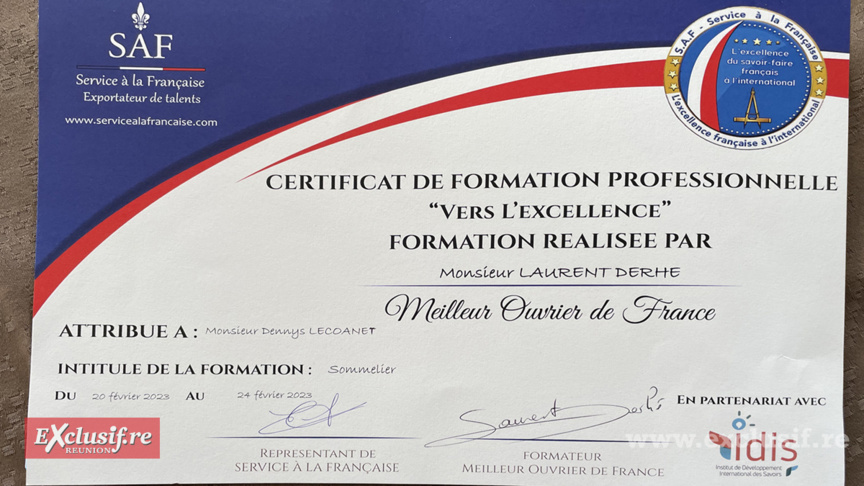 SAF
Service à la Française
Exportateur de talents
www.servicealafrancaise.com
S.A.F - Service à la Française
L'excellence
du savoir-faire
français
à l'international
L'excellence française à l'international
CERTIFICAT DE FORMATION PROFESSIONNELLE
“VERS L'EXCELLENCE”
FORMATION REALISEE PAR
Monsieur LAURENT DERHE
Meilleur Ouvrier de France
ATTRIBUE A : Monsieur Dennys LECOANET
INTITULE DE LA FORMATION : Sommelier
DU 20 février 2023 AU 24 février 2023
EN PARTENARIAT AVEC
EXclusif.re
REUNION
REPRESENTANT DE
SERVICE À LA FRANÇAISE
FORMATEUR
MEILLEUR OUVRIER DE FRANCE
www.exclusif.re
idis
Institut de Développement
International des Savoirs